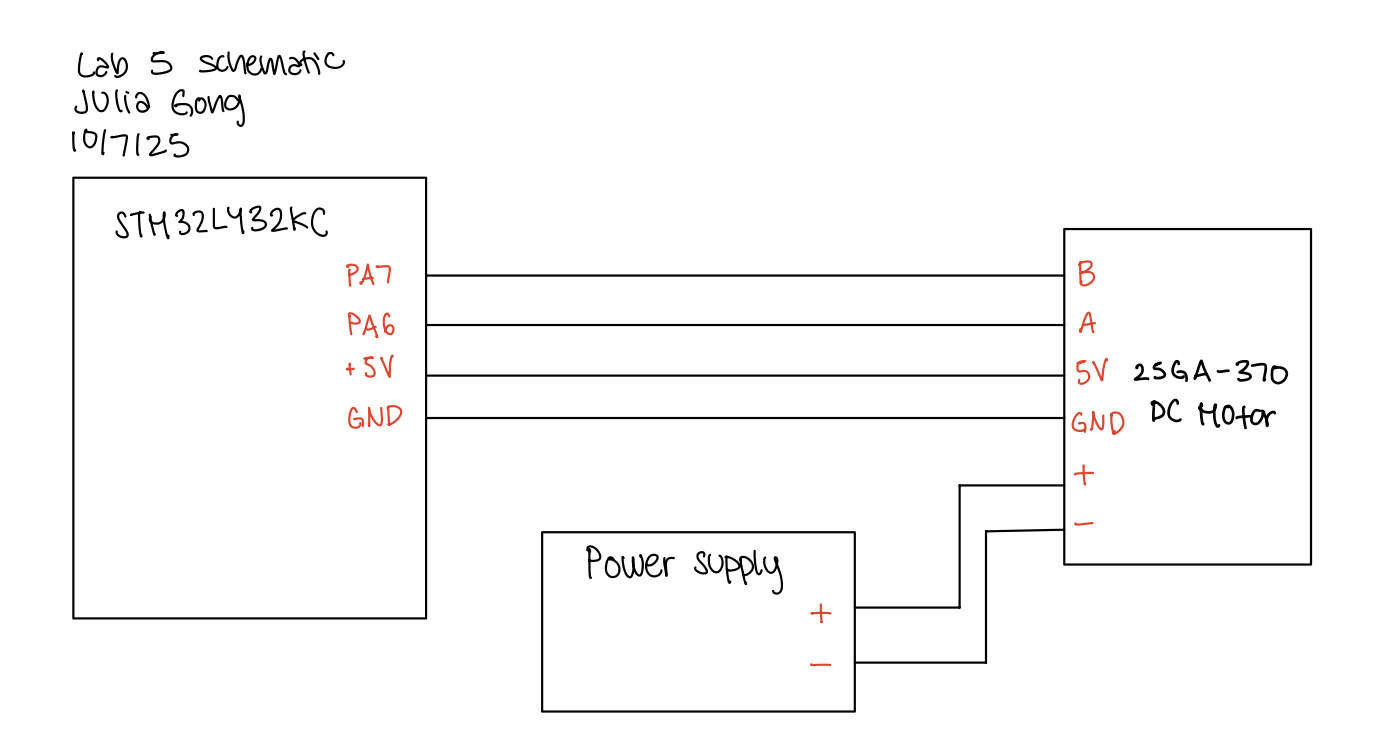 Lab 5 schematic
Julia Gong
10/7/25
STM32L432KC
PA7
PA6
+5V
GND
B
A
5V
GND
+
-
25GA-370
DC Motor
Power supply
+
-